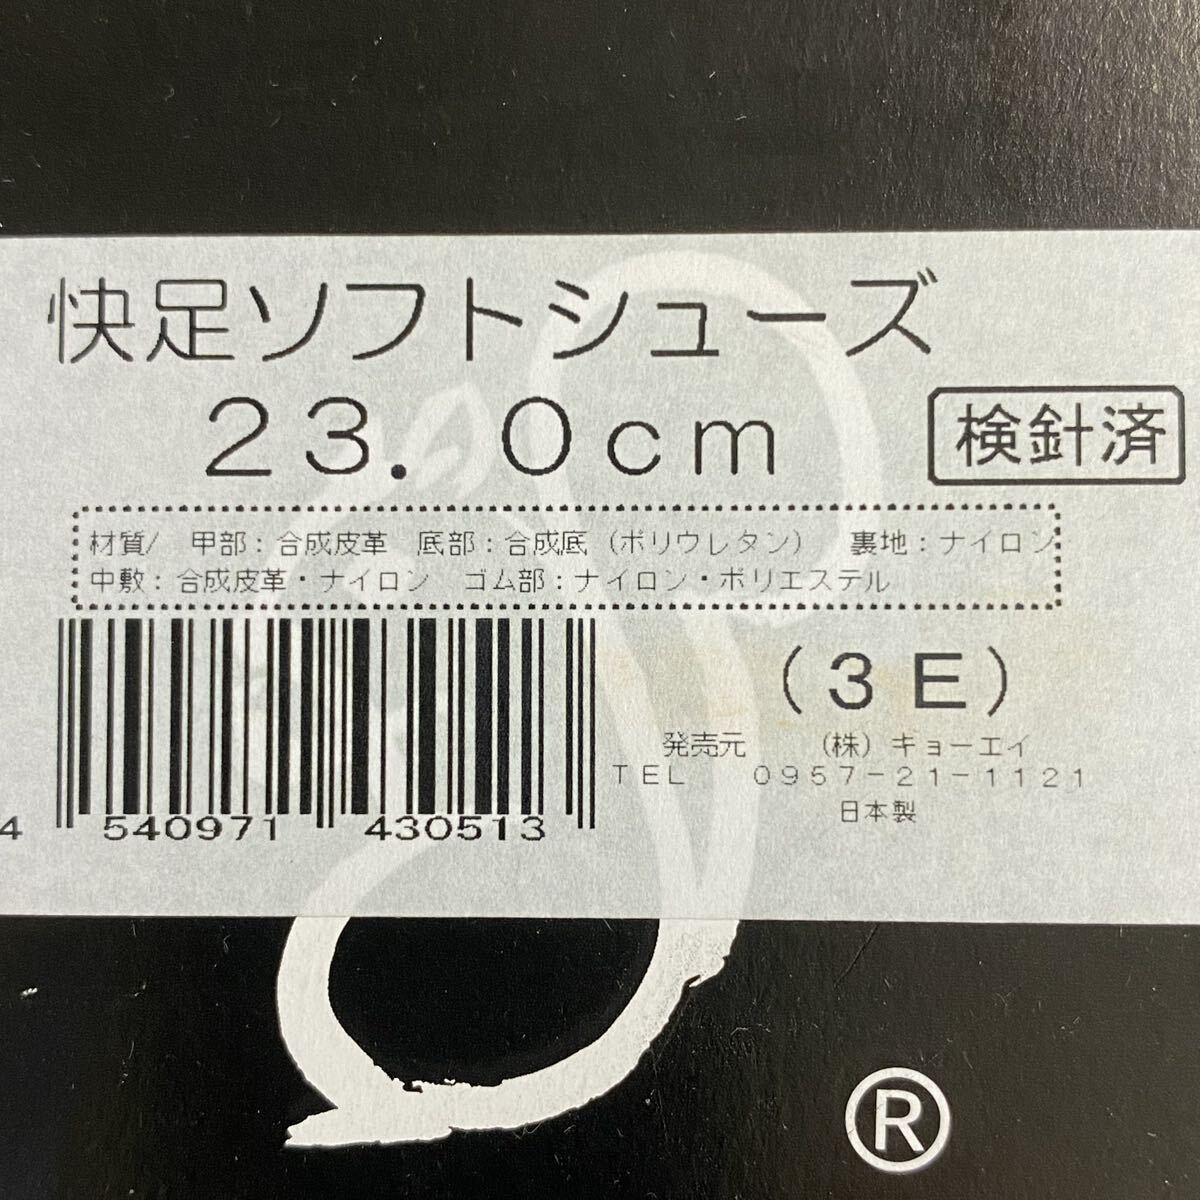 快足ソフトシューズ
23.0cm
検針済
材質/ 甲部:合成皮革 底部:合成底(ポリウレタン) 裏地:ナイロン
中敷:合成皮革・ナイロン ゴム部:ナイロン・ポリエステル
(3E)
発売元 (株)キョーエイ
TEL 0957-21-1121
日本製
4 540971 430513
®